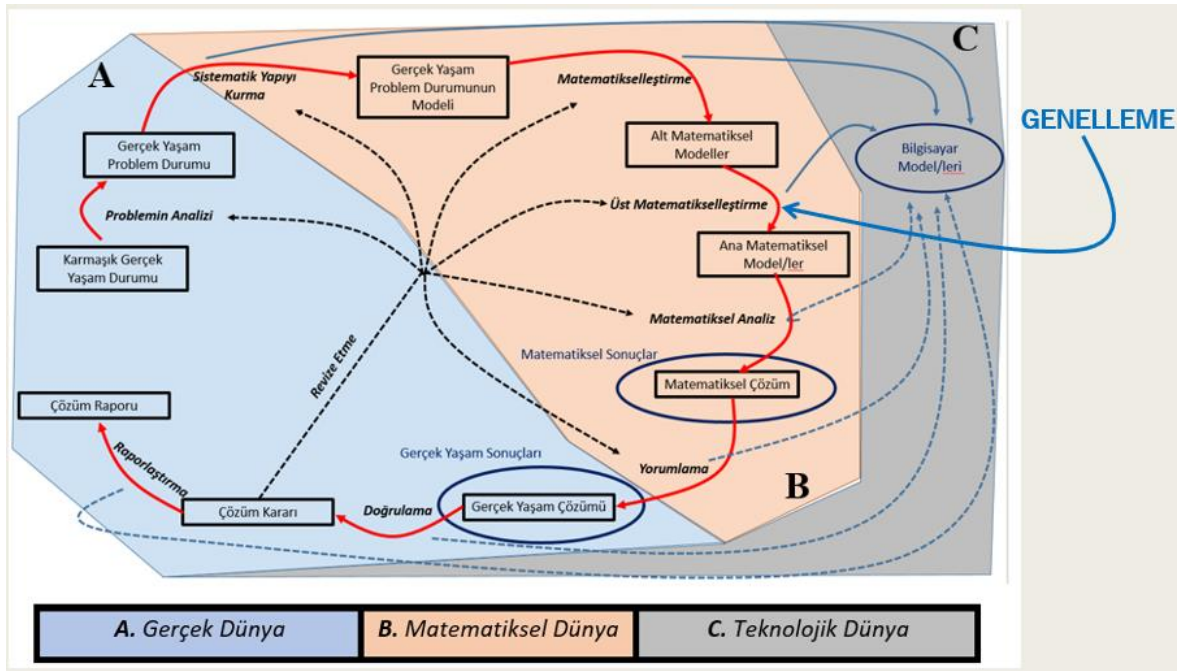 A
Sistematik Yapıyı
Kurma
Gerçek Yaşam
Problem Durumunun
Modeli
Matematikselleştirme
C
GENELLEME
Gerçek Yaşam
Problem Durumu
Alt Matematiksel
Modeller
Bilgisayar
Model/leri
Problemin Analizi
Üst Matematikselleştirme
Karmaşık Gerçek
Yaşam Durumu
Ana Matematiksel
Model/ler
Matematiksel Analiz
Revize Etme
Matematiksel Sonuçlar
Matematiksel Çözüm
Çözüm Raporu
Gerçek Yaşam Sonuçları
Yorumlama
B
Raporlaştırma
Çözüm Kararı
Doğrulama
Gerçek Yaşam Çözümü
A. Gerçek Dünya
B. Matematiksel Dünya
C. Teknolojik Dünya